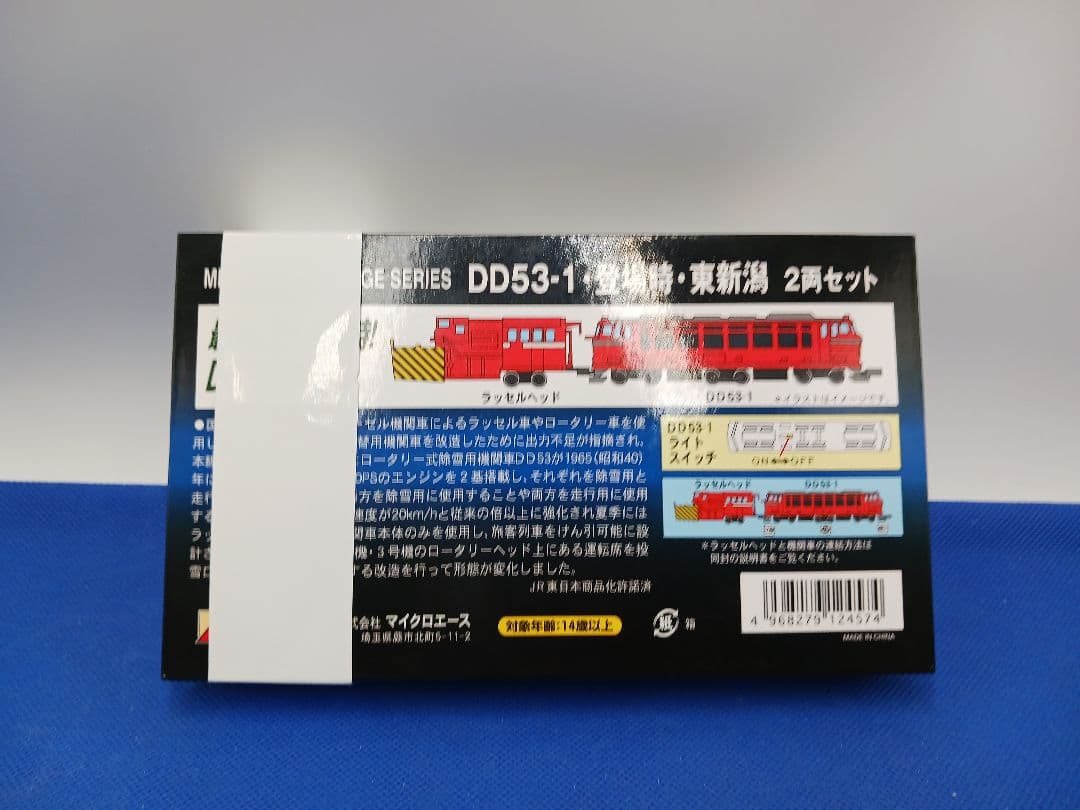 GE SERIES DD53-1・登場時・東新潟 2両セット
ラッセルヘッド
DD53-1
※イラストはイメージです。
セル機関車によるラッセル車やロータリー車を使
用し 替用機関車を改造したために出力不足が指摘され、
本 ロータリー式除雪用機関車DD53が1965(昭和40)
年に PSのエンジンを2基搭載し、それぞれを除雪用と
走行 方を除雪用に使用することや両方を走行用に使用
する 速度が20km/hと従来の倍以上に強化され夏季には
ラッ 関車本体のみを使用し、旅客列車をけん引可能に設
計さ 機・3号機のロータリーヘッド上にある運転席を投
雪口 する改造を行って形態が変化しました。
JR東日本商品化許諾済
DD53-1
ライト
スイッチ
ON OFF
ラッセルヘッド
DD53-1
※ラッセルヘッドと機関車の連結方法は
同封の説明書をご覧ください。
式会社 マイクロエース
埼玉県蕨市北町5-11-2
対象年齢:14歳以上
紙 箱
4 968279 124574
MADE IN CHINA